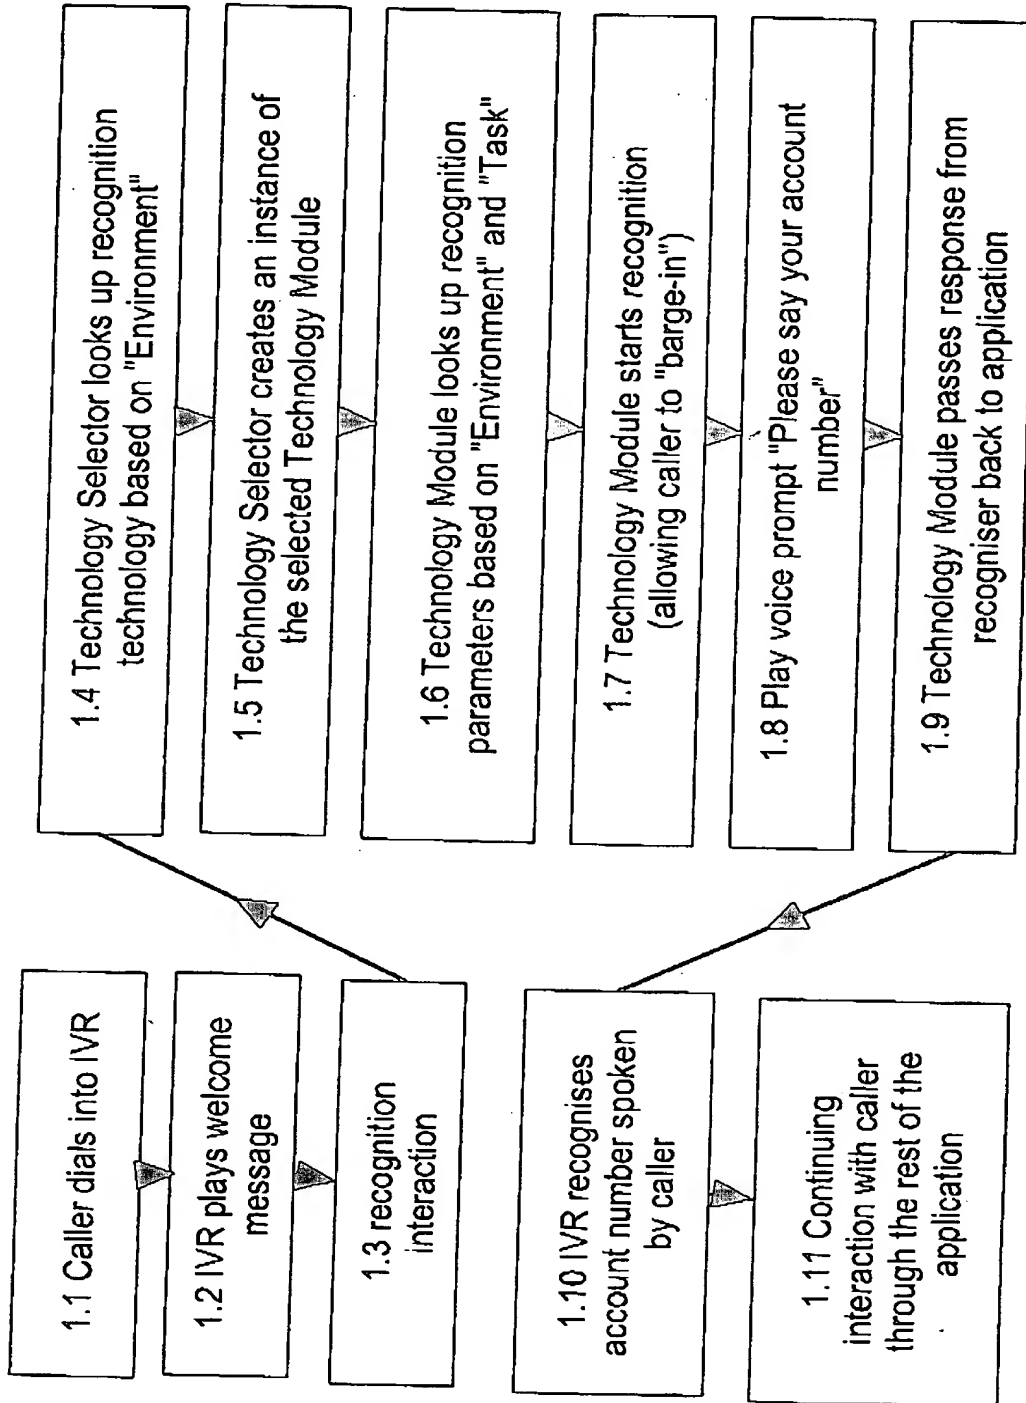 1.1 Caller dials into IVR
1.2 IVR plays welcome
message
1.3 recognition
interaction
1.4 Technology Selector looks up recognition
technology based on "Environment"
1.5 Technology Selector creates an instance of
the selected Technology Module
1.6 Technology Module looks up recognition
parameters based on "Environment" and "Task"
1.7 Technology Module starts recognition
(allowing caller to "barge-in")
1.8 Play voice prompt "Please say your account
number"
1.9 Technology Module passes response from
recogniser back to application
1.10 IVR recognises
account number spoken
by caller
1.11 Continuing
interaction with caller
through the rest of the
application